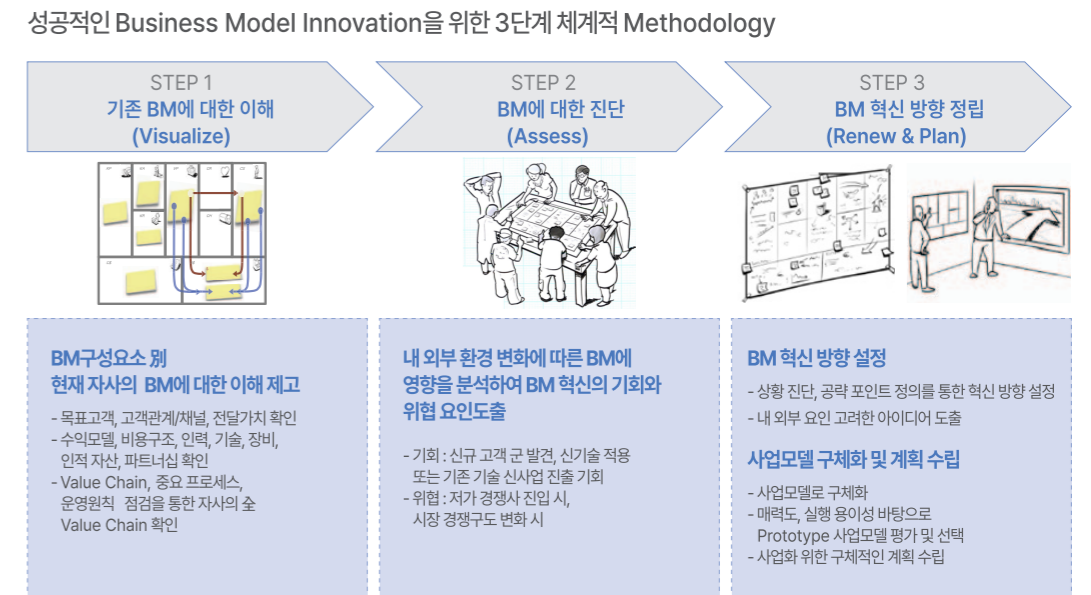 성공적인 Business Model Innovation을 위한 3단계 체계적 Methodology
STEP 1
기존 BM에 대한 이해
(Visualize)
STEP 2
BM에 대한 진단
(Assess)
STEP 3
BM 혁신 방향 정립
(Renew & Plan)
BM구성요소 別
현재 자사의 BM에 대한 이해 제고
- 목표고객, 고객관계/채널, 전달가치 확인
- 수익모델, 비용구조, 인력, 기술, 장비,
인적 자산, 파트너십 확인
- Value Chain, 중요 프로세스,
운영원칙 점검을 통한 자사의 全
Value Chain 확인
내 외부 환경 변화에 따른 BM에
영향을 분석하여 BM 혁신의 기회와
위협 요인도출
- 기회 : 신규 고객 군 발견, 신기술 적용
또는 기존 기술 신사업 진출 기회
- 위협 : 저가 경쟁사 진입 시,
시장 경쟁구도 변화 시
BM 혁신 방향 설정
- 상황 진단, 공략 포인트 정의를 통한 혁신 방향 설정
- 내 외부 요인 고려한 아이디어 도출
사업모델 구체화 및 계획 수립
- 사업모델로 구체화
- 매력도, 실행 용이성 바탕으로
Prototype 사업모델 평가 및 선택
- 사업화 위한 구체적인 계획 수립